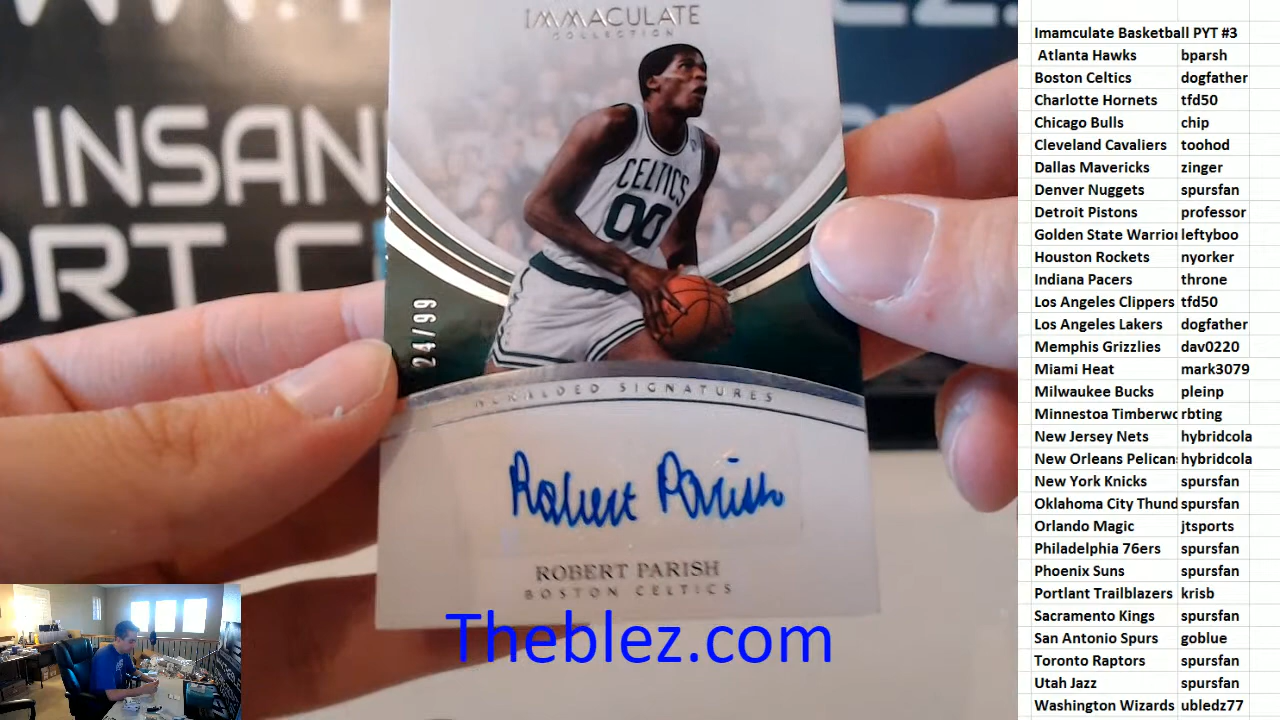 IMMACULATE
COLLECTION
INSAN
ORT C
CELTICS
00
24/99
HERALDED SIGNATURES
Robert Parish
ROBERT PARISH
BOSTON CELTICS
Theblez.com
Imamculate Basketball PYT #3
Atlanta Hawks bparsh
Boston Celtics dogfather
Charlotte Hornets tfd50
Chicago Bulls chip
Cleveland Cavaliers toohod
Dallas Mavericks zinger
Denver Nuggets spursfan
Detroit Pistons professor
Golden State Warrior leftyboo
Houston Rockets nyorker
Indiana Pacers throne
Los Angeles Clippers tfd50
Los Angeles Lakers dogfather
Memphis Grizzlies dav0220
Miami Heat mark3079
Milwaukee Bucks pleinp
Minnestoa Timberwo rbting
New Jersey Nets hybridcola
New Orleans Pelicans hybridcola
New York Knicks spursfan
Oklahoma City Thund spursfan
Orlando Magic jtsports
Philadelphia 76ers spursfan
Phoenix Suns spursfan
Portlant Trailblazers krisb
Sacramento Kings spursfan
San Antonio Spurs goblue
Toronto Raptors spursfan
Utah Jazz spursfan
Washington Wizards ubledz77